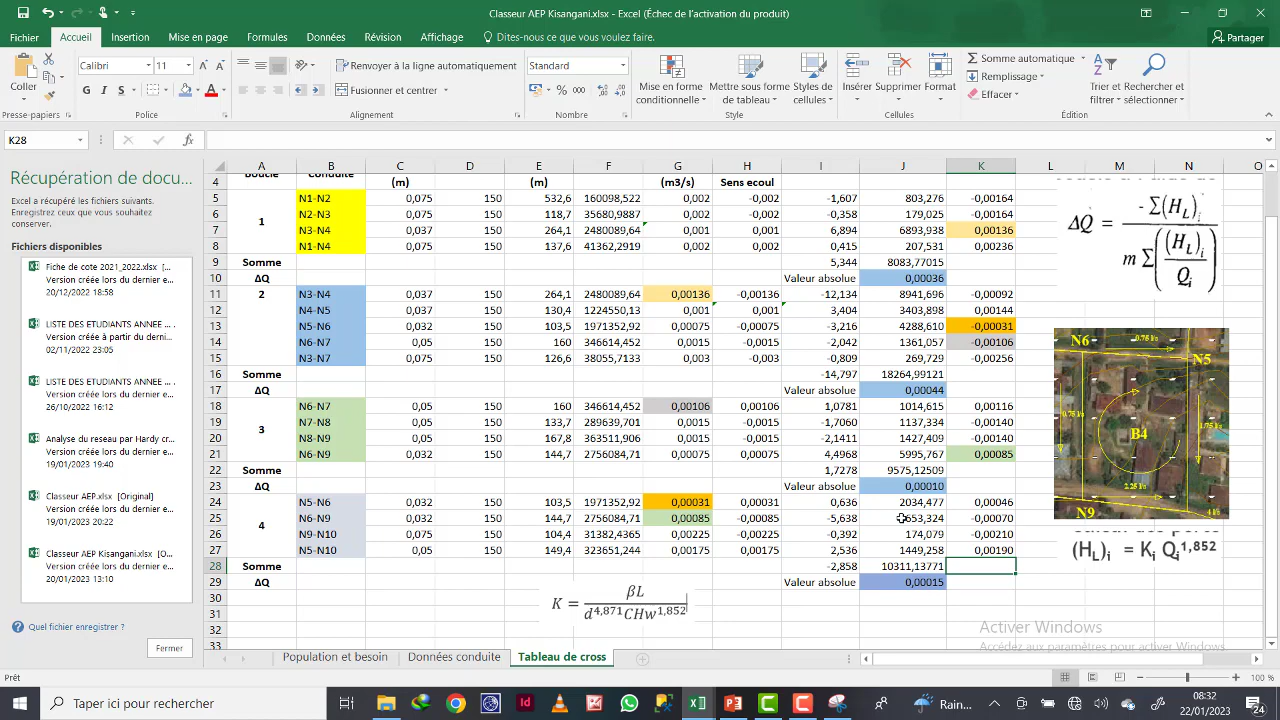 Classeur AEP Kisangani.xlsx - Excel (Échec de l'activation du produit)
Fichier Accueil Insertion Mise en page Formules Données Révision Affichage Dites-nous ce que vous voulez faire. Partager
Coller Calibri 11 Renvoyer à la ligne automatiquement Standard Mise en forme conditionnelle Mettre sous forme de tableau Styles de cellules Insérer Supprimer Format Somme automatique Trier et filtrer Rechercher et sélectionner
Remplissage
G I S A Fusionner et centrer % 000 Effacer
Presse-papiers Police Alignement Nombre Style Cellules Édition
K28 fx
Récupération de docu...
Excel a récupéré les fichiers suivants.
Enregistrez ceux que vous souhaitez
conserver.
Fichiers disponibles
Fiche de cote 2021_2022.xlsx [...
Version créée lors du dernier e...
20/12/2022 18:58
LISTE DES ETUDIANTS ANNEE ...
Version créée à partir du derni...
02/11/2022 23:05
LISTE DES ETUDIANTS ANNEE ...
Version créée lors du dernier e...
26/10/2022 16:12
Analyse du reseau par Hardy cr...
Version créée lors du dernier e...
19/01/2023 19:40
Classeur AEP.xlsx [Original]
Version créée lors du dernier e...
19/01/2023 23:04
Classeur AEP Kisangani.xlsx [...
Version créée lors du dernier e...
20/01/2023 13:10
Quel fichier enregistrer ?
Fermer
A B C D E F G H I J K L M N O
4 Boucle Conduite (m) (m) (m3/s) Sens ecoul
5 N1-N2 0,075 150 532,6 160098,522 0,002 -0,002 -1,607 803,276 -0,00164
6 1 N2-N3 0,075 150 118,7 35680,9887 0,002 -0,002 -0,358 179,025 -0,00164
7 N3-N4 0,037 150 264,1 2480089,64 0,001 0,001 6,894 6893,938 0,00136
8 N1-N4 0,075 150 137,6 41362,2919 0,002 0,002 0,415 207,531 0,00236
9 Somme 5,344 8083,77015
10 ΔQ Valeur absolue 0,00036
11 2 N3-N4 0,037 150 264,1 2480089,64 0,00136 -0,00136 -12,134 8941,696 -0,00092
12 N4-N5 0,037 150 130,4 1224550,13 0,001 0,001 3,404 3403,898 0,00144
13 N5-N6 0,032 150 103,5 1971352,92 0,00075 -0,00075 -3,216 4288,610 -0,00031
14 N6-N7 0,05 150 160 346614,452 0,0015 -0,0015 -2,042 1361,057 -0,00106
15 N3-N7 0,075 150 126,6 38055,7133 0,003 -0,003 -0,809 269,729 -0,00256
16 Somme -14,797 18264,99121
17 ΔQ Valeur absolue 0,00044
18 N6-N7 0,05 150 160 346614,452 0,00106 0,00106 1,0781 1014,615 0,00116
19 3 N7-N8 0,05 150 133,7 289639,701 0,0015 -0,0015 -1,7060 1137,334 -0,00140
20 N8-N9 0,05 150 167,8 363511,906 0,0015 -0,0015 -2,1411 1427,409 -0,00140
21 N6-N9 0,032 150 144,7 2756084,71 0,00075 0,00075 4,4968 5995,767 0,00085
22 Somme 1,7278 9575,12509
23 ΔQ Valeur absolue 0,00010
24 N5-N6 0,032 150 103,5 1971352,92 0,00031 0,00031 0,636 2034,477 0,00046
25 4 N6-N9 0,032 150 144,7 2756084,71 0,00085 -0,00085 -5,638 653,324 -0,00070
26 N9-N10 0,075 150 104,4 31382,4365 0,00225 -0,00225 -0,392 174,079 -0,00210
27 N5-N10 0,05 150 149,4 323651,244 0,00175 0,00175 2,536 1449,258 0,00190
28 Somme -2,858 10311,13771
29 ΔQ Valeur absolue 0,00015
30
31
32
33
ΔQ = - Σ(H_L)_i / m Σ((H_L)_i / Q_i)
N6 0.75 l/s N5
0.75 l/s B4 1.75 l/s
2.25 l/s
N9 4 l/s
(H_L)_i = K_i Q_i^1,852
K = βL / d^4,871 CHw^1,852
Activer Windows
Accédez aux paramètres pour activer Windows.
Population et besoin Données conduite Tableau de cross
Prêt 100 %
Taper ici pour rechercher Rain... 08:32
22/01/2023 24